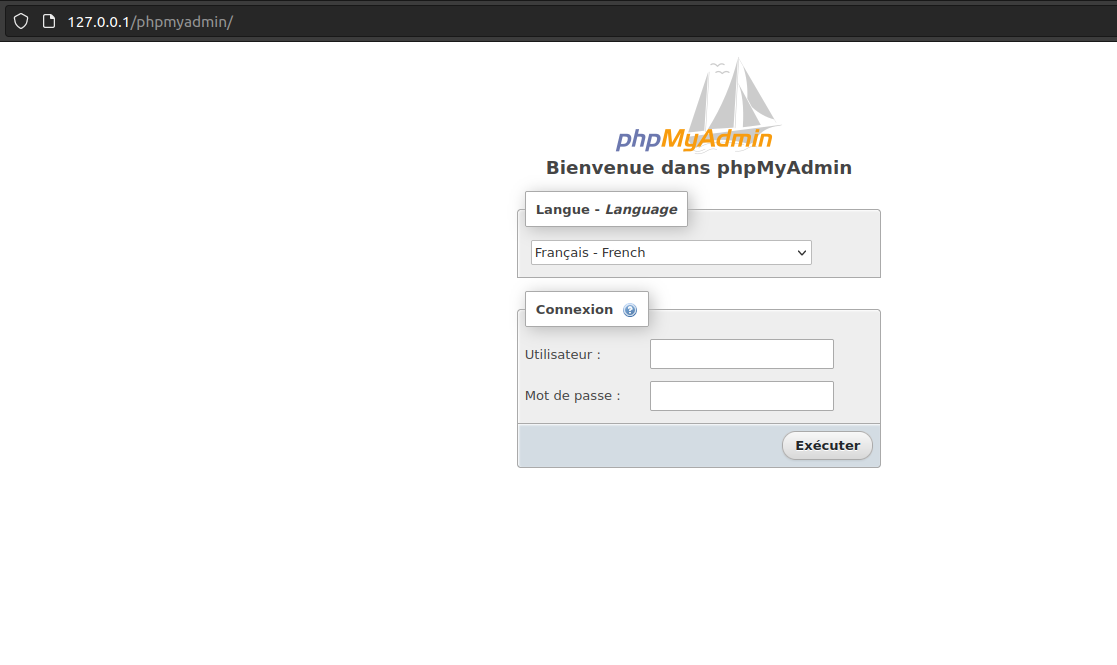 127.0.0.1/phpmyadmin/
phpMyAdmin
Bienvenue dans phpMyAdmin
Langue - Language
Français - French
Connexion
Utilisateur :
Mot de passe :
Exécuter